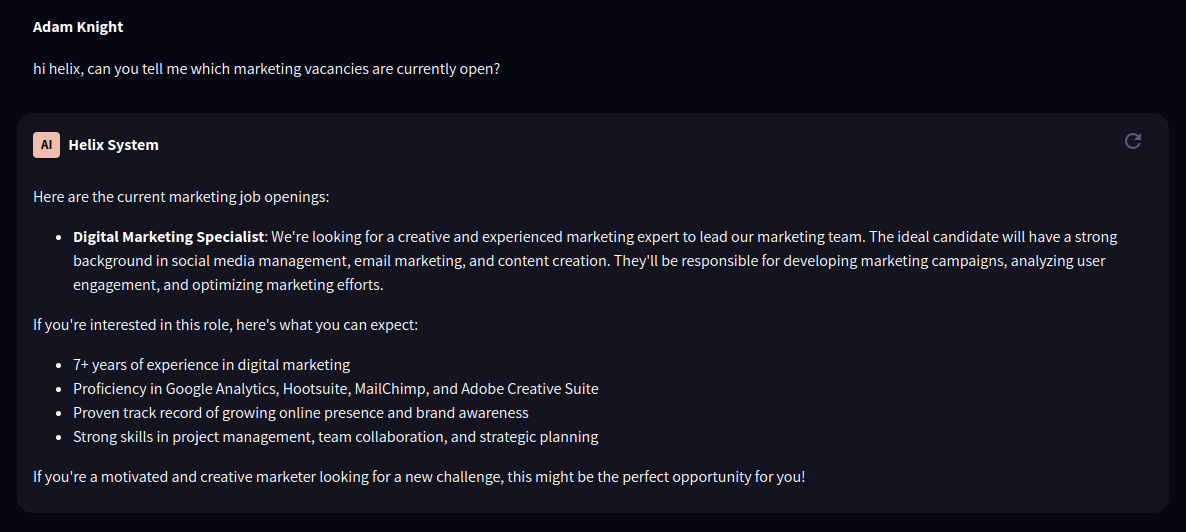 Adam Knight
hi helix, can you tell me which marketing vacancies are currently open?
AI Helix System
Here are the current marketing job openings:
Digital Marketing Specialist: We're looking for a creative and experienced marketing expert to lead our marketing team. The ideal candidate will have a strong
background in social media management, email marketing, and content creation. They'll be responsible for developing marketing campaigns, analyzing user
engagement, and optimizing marketing efforts.
If you're interested in this role, here's what you can expect:
7+ years of experience in digital marketing
Proficiency in Google Analytics, Hootsuite, MailChimp, and Adobe Creative Suite
Proven track record of growing online presence and brand awareness
Strong skills in project management, team collaboration, and strategic planning
If you're a motivated and creative marketer looking for a new challenge, this might be the perfect opportunity for you!